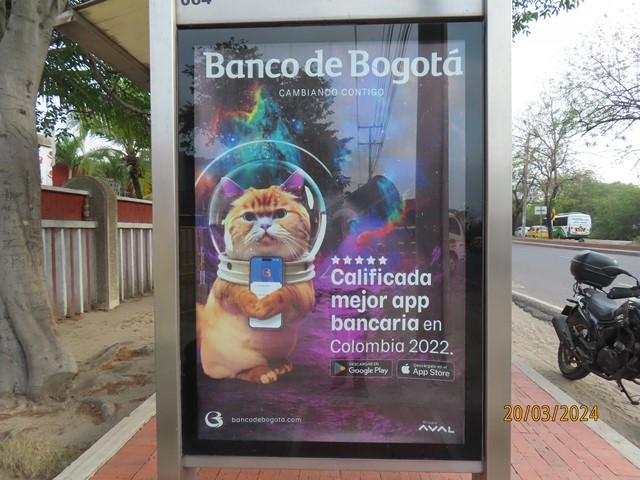 004
Banco de Bogotá
CAMBIANDO CONTIGO
Calificada
mejor app
bancaria en
Colombia 2022.
Google Play
App Store
bancodebogota.com
AVAL
20/03/2024